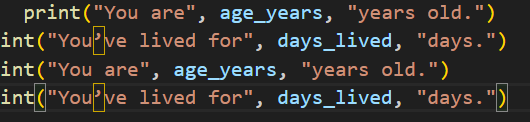 print("You are", age_years, "years old.")
int("You’ve lived for", days_lived, "days.")
int("You are", age_years, "years old.")
int("You’ve lived for", days_lived, "days.")